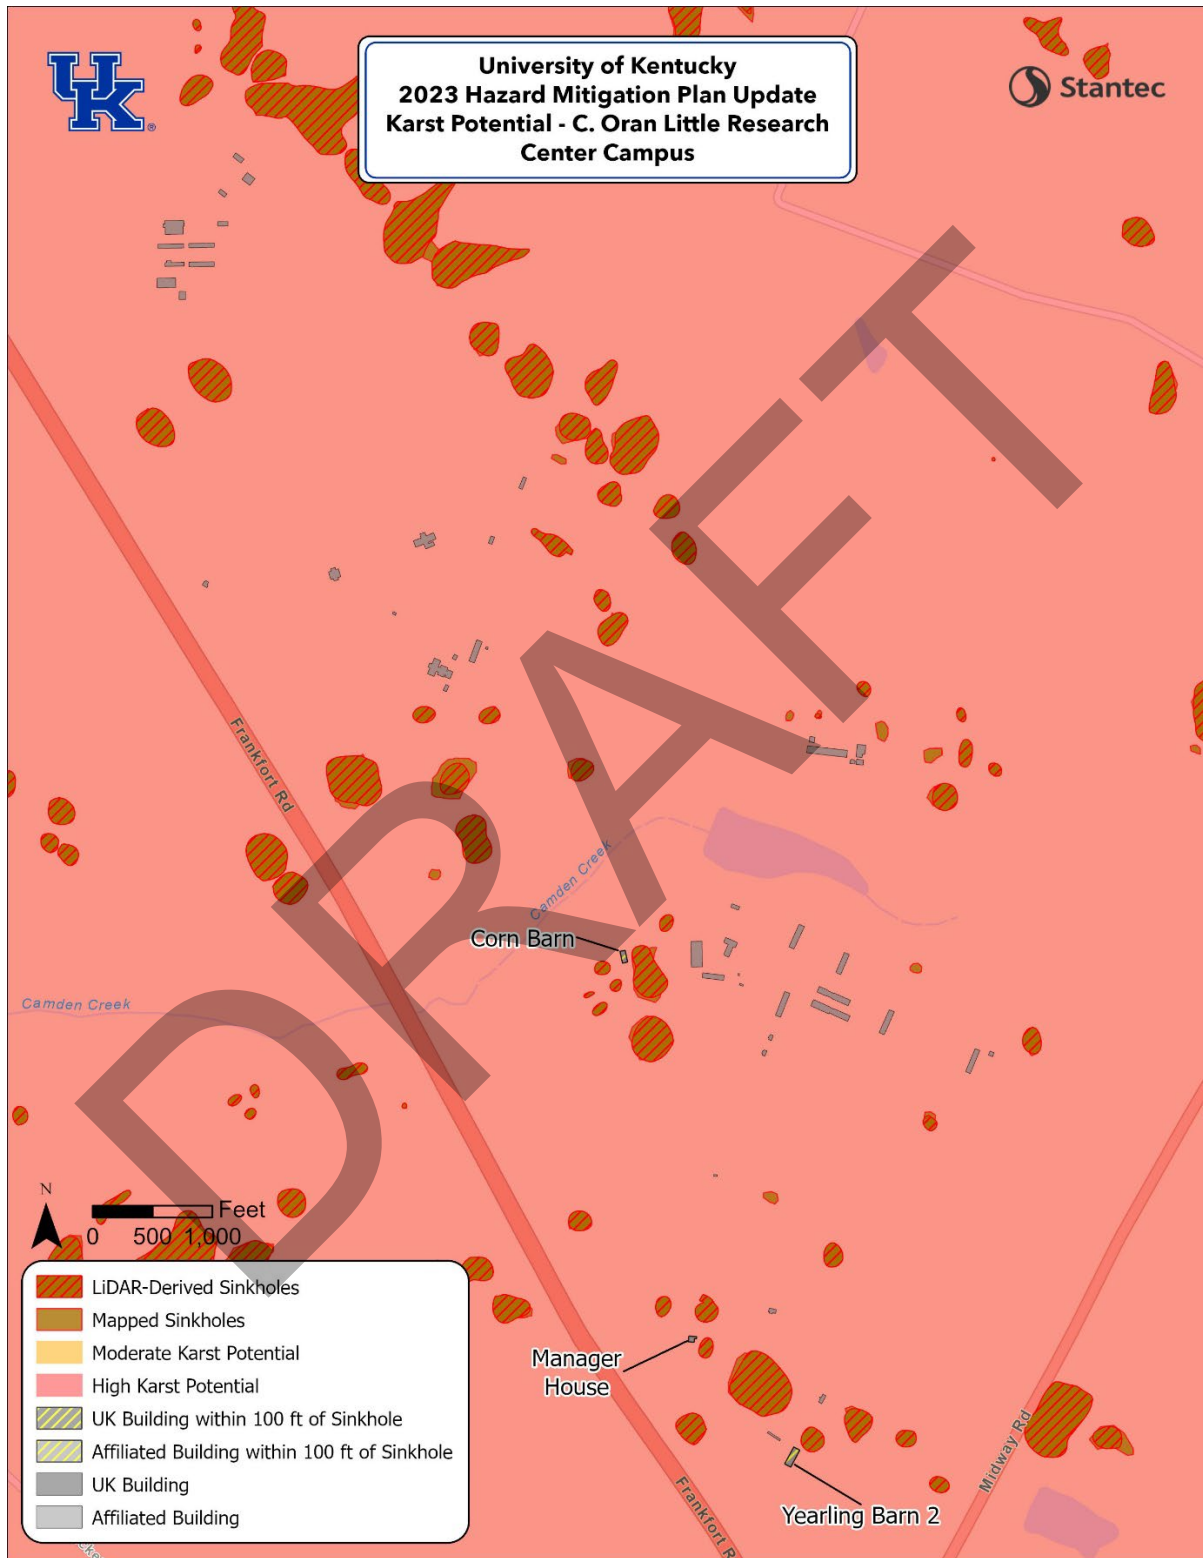 UK
University of Kentucky
2023 Hazard Mitigation Plan Update
Karst Potential - C. Oran Little Research
Center Campus
Stantec
DRAFT
Frankfort Rd
Camden Creek
Corn Barn
Camden Creek
N
Feet
0 500 1,000
LiDAR-Derived Sinkholes
Mapped Sinkholes
Moderate Karst Potential
High Karst Potential
UK Building within 100 ft of Sinkhole
Affiliated Building within 100 ft of Sinkhole
UK Building
Affiliated Building
Manager
House
Midway Rd
Frankfort R
Yearling Barn 2